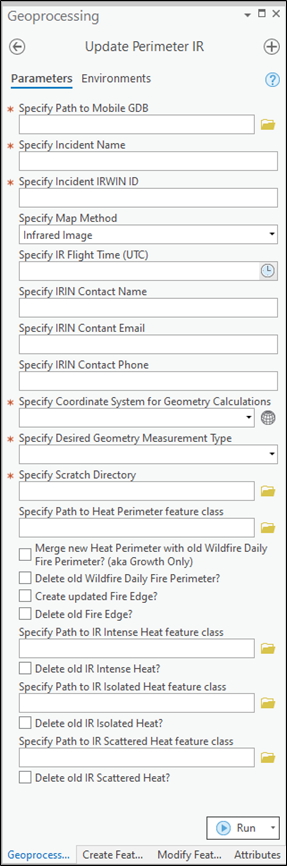 Geoprocessing
Update Perimeter IR
Parameters Environments
* Specify Path to Mobile GDB
* Specify Incident Name
* Specify Incident IRWIN ID
Specify Map Method
Infrared Image
Specify IR Flight Time (UTC)
Specify IRIN Contact Name
Specify IRIN Contant Email
Specify IRIN Contact Phone
* Specify Coordinate System for Geometry Calculations
* Specify Desired Geometry Measurement Type
* Specify Scratch Directory
Specify Path to Heat Perimeter feature class
Merge new Heat Perimeter with old Wildfire Daily
Fire Perimeter? (aka Growth Only)
Delete old Wildfire Daily Fire Perimeter?
Create updated Fire Edge?
Delete old Fire Edge?
Specify Path to IR Intense Heat feature class
Delete old IR Intense Heat?
Specify Path to IR Isolated Heat feature class
Delete old IR Isolated Heat?
Specify Path to IR Scattered Heat feature class
Delete old IR Scattered Heat?
Run
Geoprocess... Create Feat... Modify Feat... Attributes